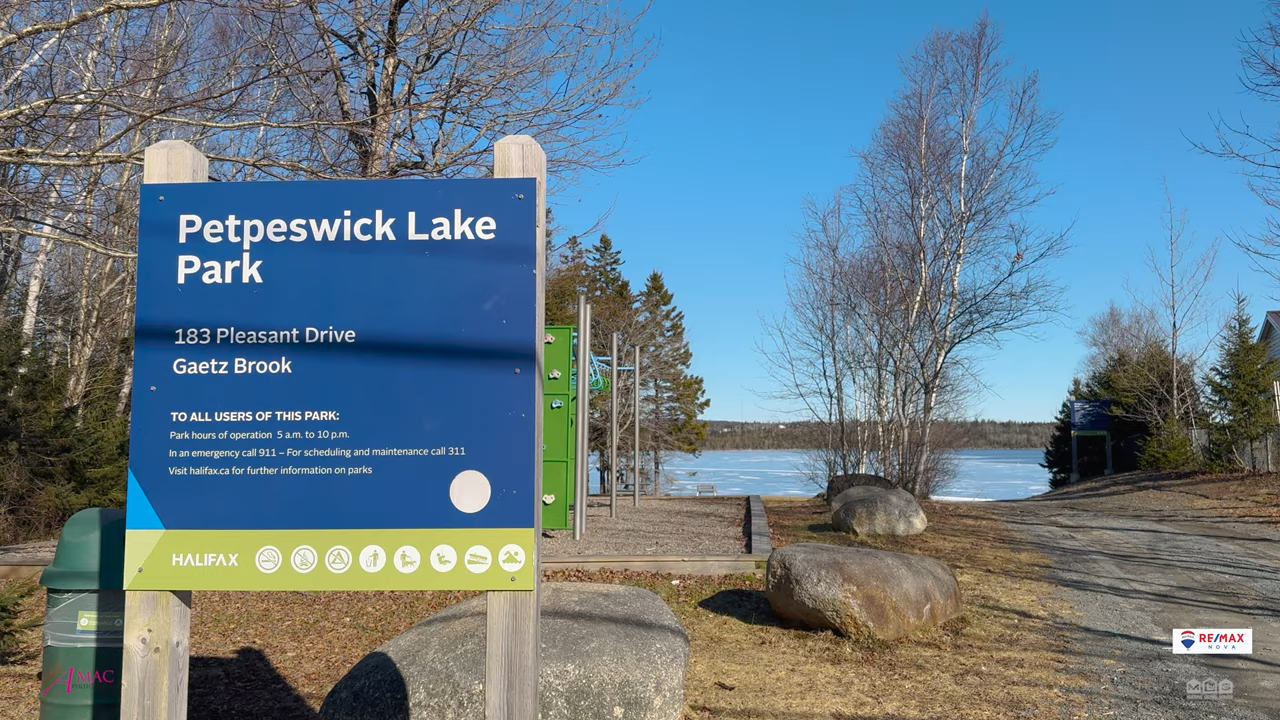 Petpeswick Lake
Park
183 Pleasant Drive
Gaetz Brook
TO ALL USERS OF THIS PARK:
Park hours of operation 5 a.m. to 10 p.m.
In an emergency call 911 – For scheduling and maintenance call 311
Visit halifax.ca for further information on parks
HALIFAX
MAC
RE/MAX
NOVA
MLS